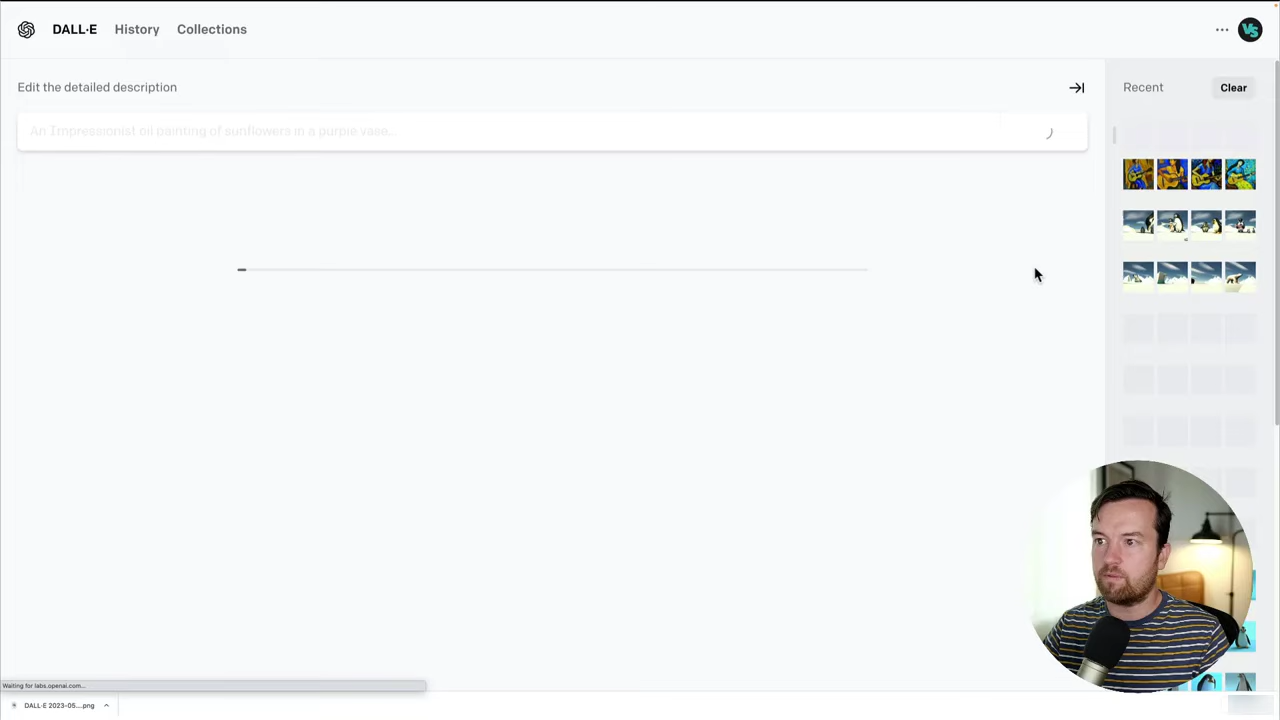 DALL·E History Collections
VS
Edit the detailed description
Recent
Clear
An Impressionist oil painting of sunflowers in a purple vase...
Waiting for labs.openai.com...
DALL·E 2023-05....png